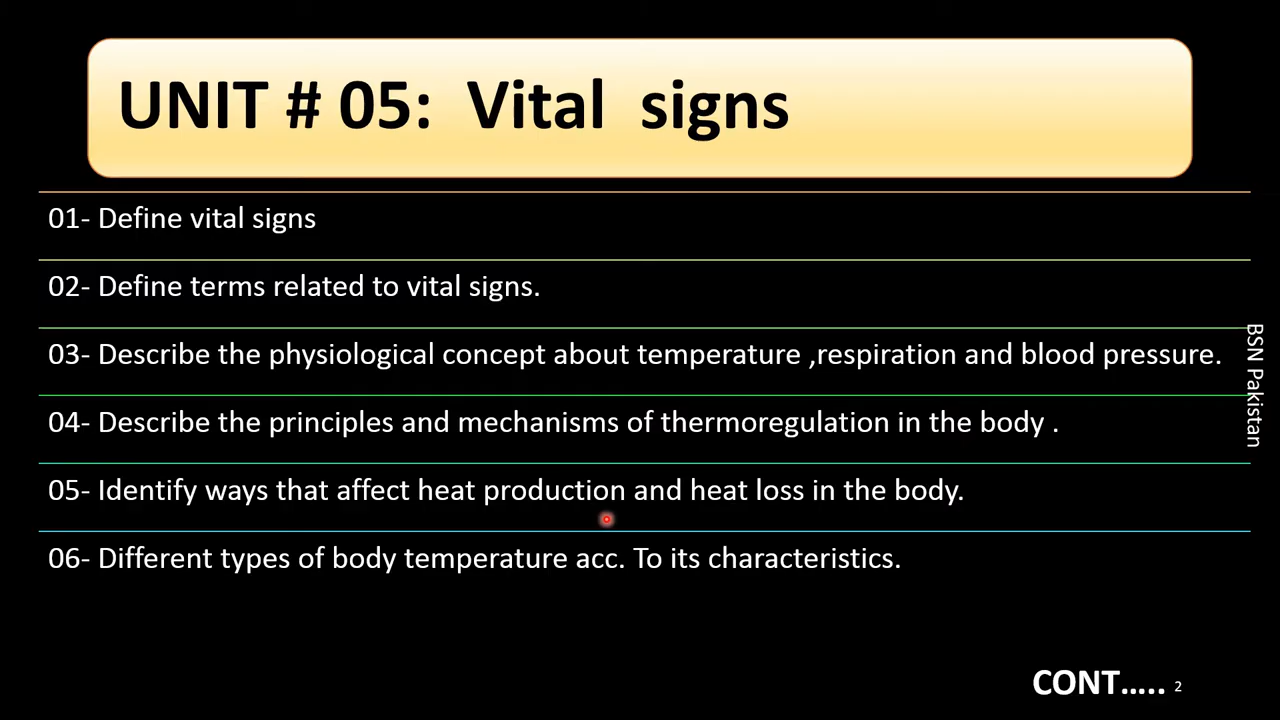 UNIT # 05: Vital signs
01- Define vital signs
02- Define terms related to vital signs.
03- Describe the physiological concept about temperature ,respiration and blood pressure.
04- Describe the principles and mechanisms of thermoregulation in the body .
05- Identify ways that affect heat production and heat loss in the body.
06- Different types of body temperature acc. To its characteristics.
BSN Pakistan
CONT..... 2